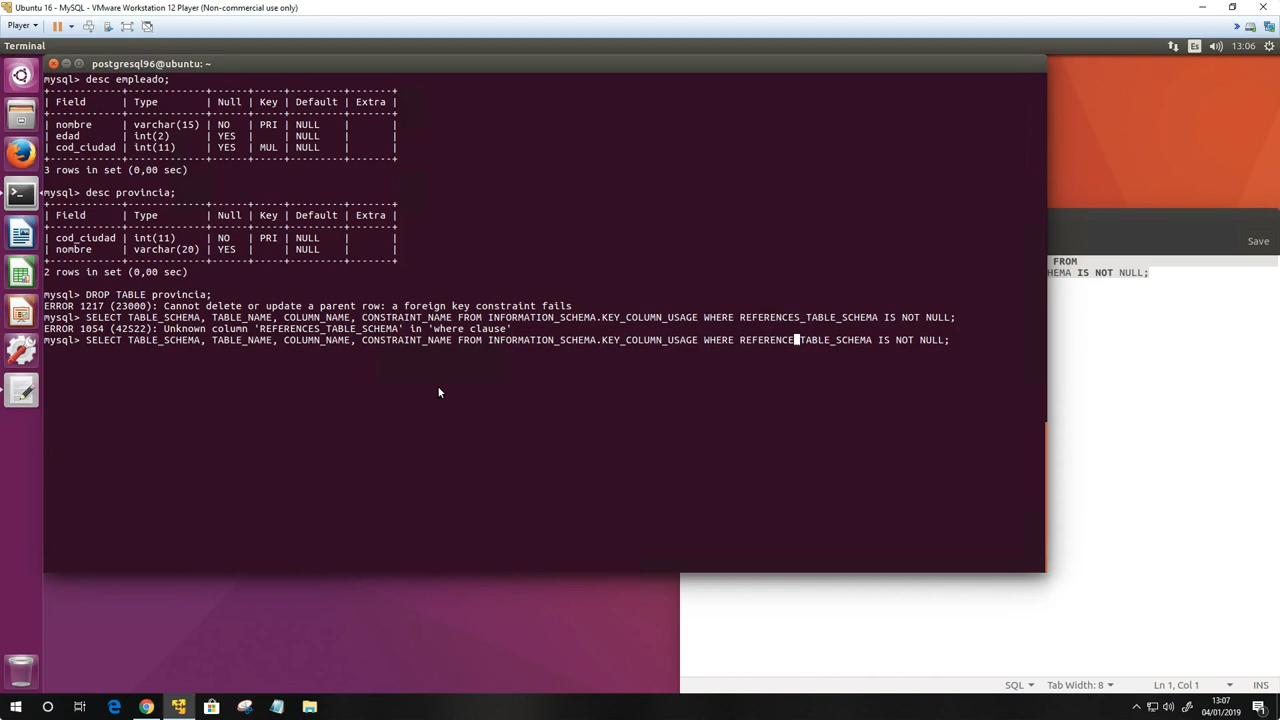 Ubuntu 16 - MySQL - VMware Workstation 12 Player (Non-commercial use only)
Player
Terminal
Es
13:06
postgresql96@ubuntu: ~
mysql> desc empleado;
+------------+-------------+------+-----+---------+-------+
| Field | Type | Null | Key | Default | Extra |
+------------+-------------+------+-----+---------+-------+
| nombre | varchar(15) | NO | PRI | NULL | |
| edad | int(2) | YES | | NULL | |
| cod_ciudad | int(11) | YES | MUL | NULL | |
+------------+-------------+------+-----+---------+-------+
3 rows in set (0,00 sec)
mysql> desc provincia;
+------------+-------------+------+-----+---------+-------+
| Field | Type | Null | Key | Default | Extra |
+------------+-------------+------+-----+---------+-------+
| cod_ciudad | int(11) | NO | PRI | NULL | |
| nombre | varchar(20) | YES | | NULL | |
+------------+-------------+------+-----+---------+-------+
2 rows in set (0,00 sec)
mysql> DROP TABLE provincia;
ERROR 1217 (23000): Cannot delete or update a parent row: a foreign key constraint fails
mysql> SELECT TABLE_SCHEMA, TABLE_NAME, COLUMN_NAME, CONSTRAINT_NAME FROM INFORMATION_SCHEMA.KEY_COLUMN_USAGE WHERE REFERENCES_TABLE_SCHEMA IS NOT NULL;
ERROR 1054 (42S22): Unknown column 'REFERENCES_TABLE_SCHEMA' in 'where clause'
mysql> SELECT TABLE_SCHEMA, TABLE_NAME, COLUMN_NAME, CONSTRAINT_NAME FROM INFORMATION_SCHEMA.KEY_COLUMN_USAGE WHERE REFERENCE_TABLE_SCHEMA IS NOT NULL;
Save
FROM
HEMA IS NOT NULL;
SQL
Tab Width: 8
Ln 1, Col 1
INS
13:07
04/01/2019
1